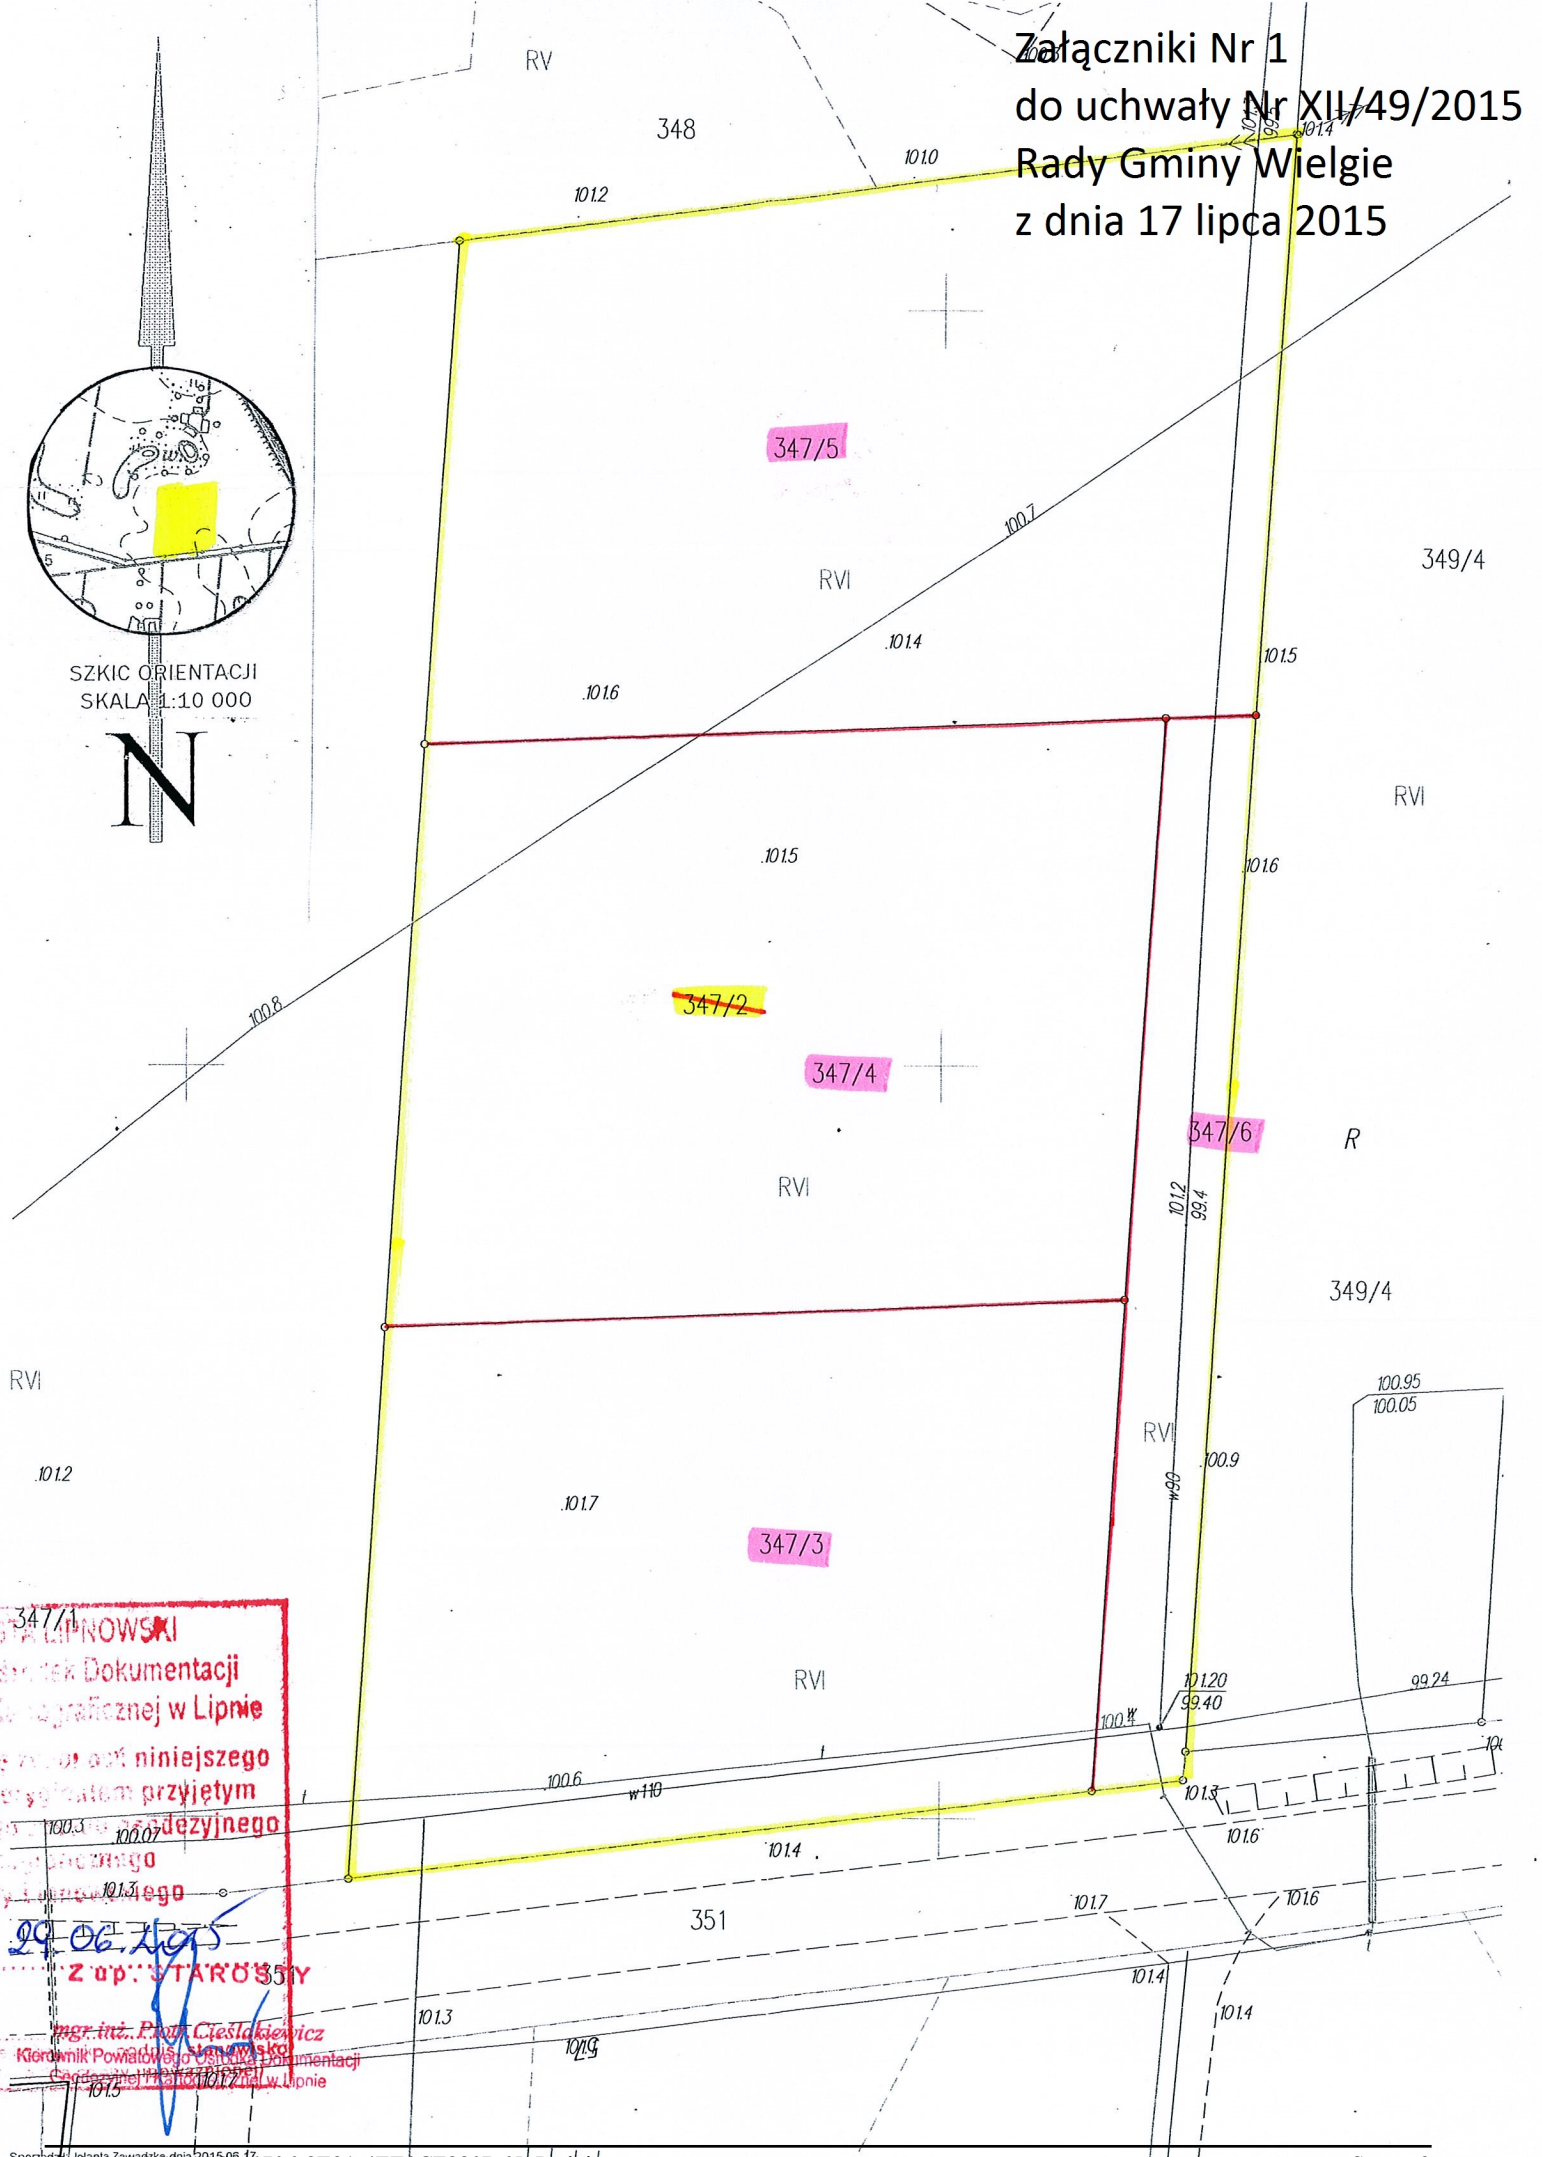 Załączniki Nr 1
do uchwały Nr XII/49/2015
Rady Gminy Wielgie
z dnia 17 lipca 2015
RV
348
101.0
101.2
101.4
347/5
100.7
RVI
349/4
.101.4
101.5
.101.6
SZKIC ORIENTACJI
SKALA 1:10 000
N
RVI
.101.5
101.6
100.8
347/2
347/4
347/6
R
RVI
101.2
99.4
349/4
RVI
100.95
100.05
RVI
.101.2
.100.9
w90
.101.7
347/3
347/1
LIPNOWSKI
Dokumentacji
w Lipnie
niniejszego
przyjętym
RVI
101.20
99.40
99.24
100.6
w110
101.3
100.3
100.07
101.6
101.4
101.3
101.7
101.6
351
29.06.2015
Z up. STAROSTY
351
101.4
101.4
101.3
mgr inż. Piotr Cieślakiewicz
Kierownik Powiatowego Ośrodka Dokumentacji
w Lipnie
101.5